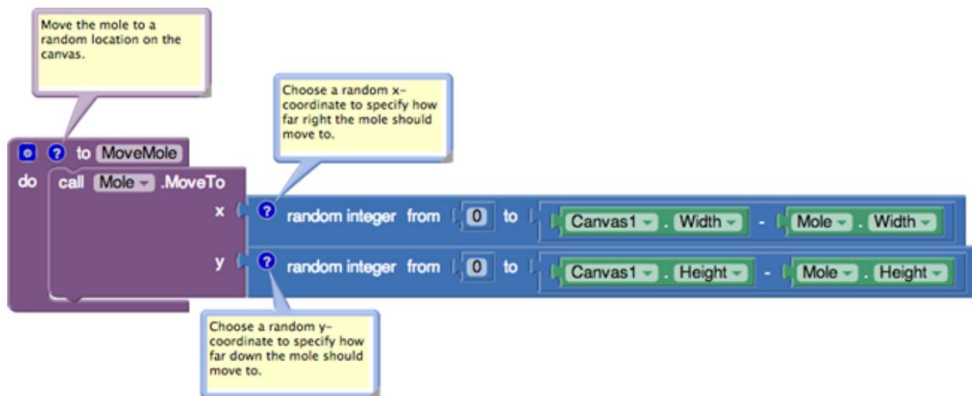 Move the mole to a
random location on the
canvas.
Choose a random x-
coordinate to specify how
far right the mole should
move to.
? to MoveMole
do call Mole .MoveTo
x ? random integer from 0 to Canvas1 . Width - Mole . Width
y ? random integer from 0 to Canvas1 . Height - Mole . Height
Choose a random y-
coordinate to specify how
far down the mole should
move to.